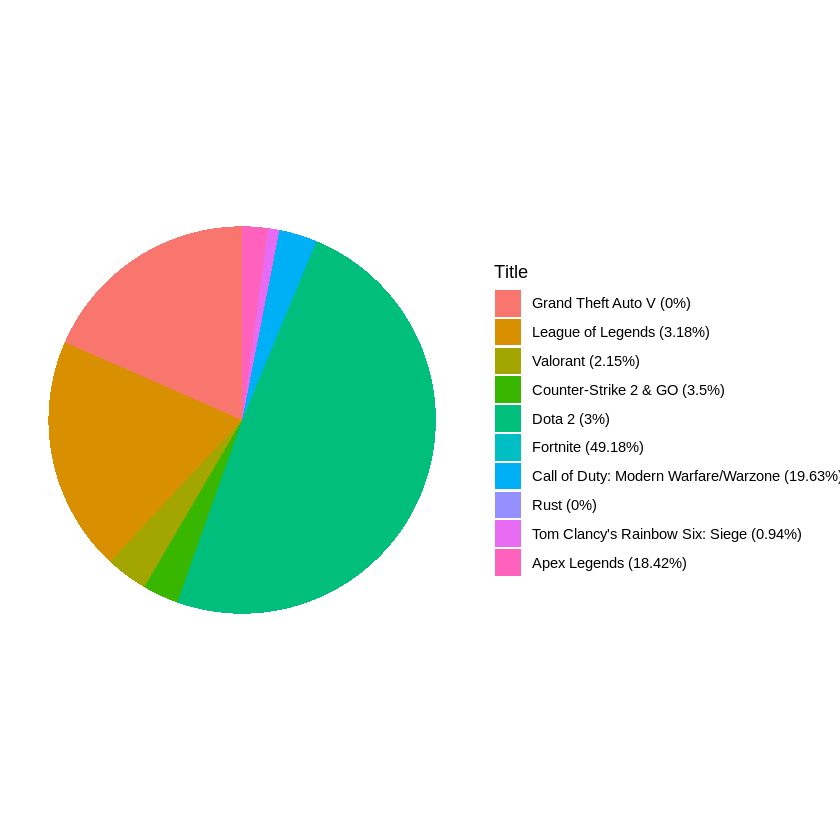 Title
Grand Theft Auto V (0%)
League of Legends (3.18%)
Valorant (2.15%)
Counter-Strike 2 & GO (3.5%)
Dota 2 (3%)
Fortnite (49.18%)
Call of Duty: Modern Warfare/Warzone (19.63%)
Rust (0%)
Tom Clancy's Rainbow Six: Siege (0.94%)
Apex Legends (18.42%)